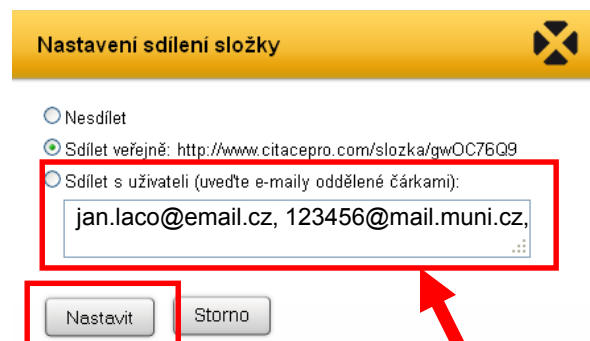 Nastavení sdílení složky
Nesdílet
Sdílet veřejně: http://www.citacepro.com/slozka/gwOC76Q9
Sdílet s uživateli (uveďte e-maily oddělené čárkami):
jan.laco@email.cz, 123456@mail.muni.cz,
Nastavit Storno